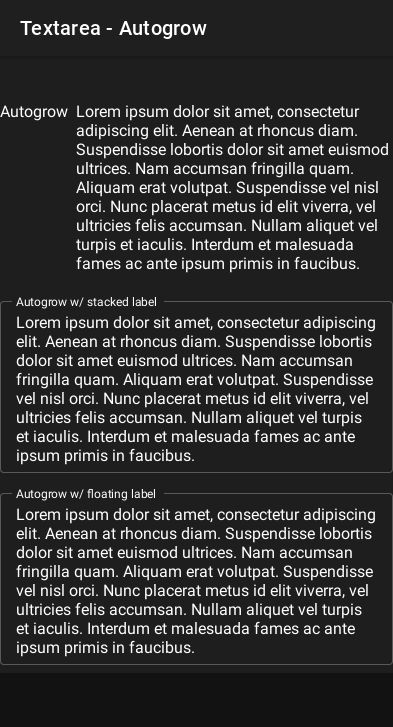 Textarea - Autogrow
Autogrow Lorem ipsum dolor sit amet, consectetur
adipiscing elit. Aenean at rhoncus diam.
Suspendisse lobortis dolor sit amet euismod
ultrices. Nam accumsan fringilla quam.
Aliquam erat volutpat. Suspendisse vel nisl
orci. Nunc placerat metus id elit viverra, vel
ultricies felis accumsan. Nullam aliquet vel
turpis et iaculis. Interdum et malesuada
fames ac ante ipsum primis in faucibus.
Autogrow w/ stacked label
Lorem ipsum dolor sit amet, consectetur adipiscing
elit. Aenean at rhoncus diam. Suspendisse lobortis
dolor sit amet euismod ultrices. Nam accumsan
fringilla quam. Aliquam erat volutpat. Suspendisse
vel nisl orci. Nunc placerat metus id elit viverra, vel
ultricies felis accumsan. Nullam aliquet vel turpis
et iaculis. Interdum et malesuada fames ac ante
ipsum primis in faucibus.
Autogrow w/ floating label
Lorem ipsum dolor sit amet, consectetur adipiscing
elit. Aenean at rhoncus diam. Suspendisse lobortis
dolor sit amet euismod ultrices. Nam accumsan
fringilla quam. Aliquam erat volutpat. Suspendisse
vel nisl orci. Nunc placerat metus id elit viverra, vel
ultricies felis accumsan. Nullam aliquet vel turpis
et iaculis. Interdum et malesuada fames ac ante
ipsum primis in faucibus.